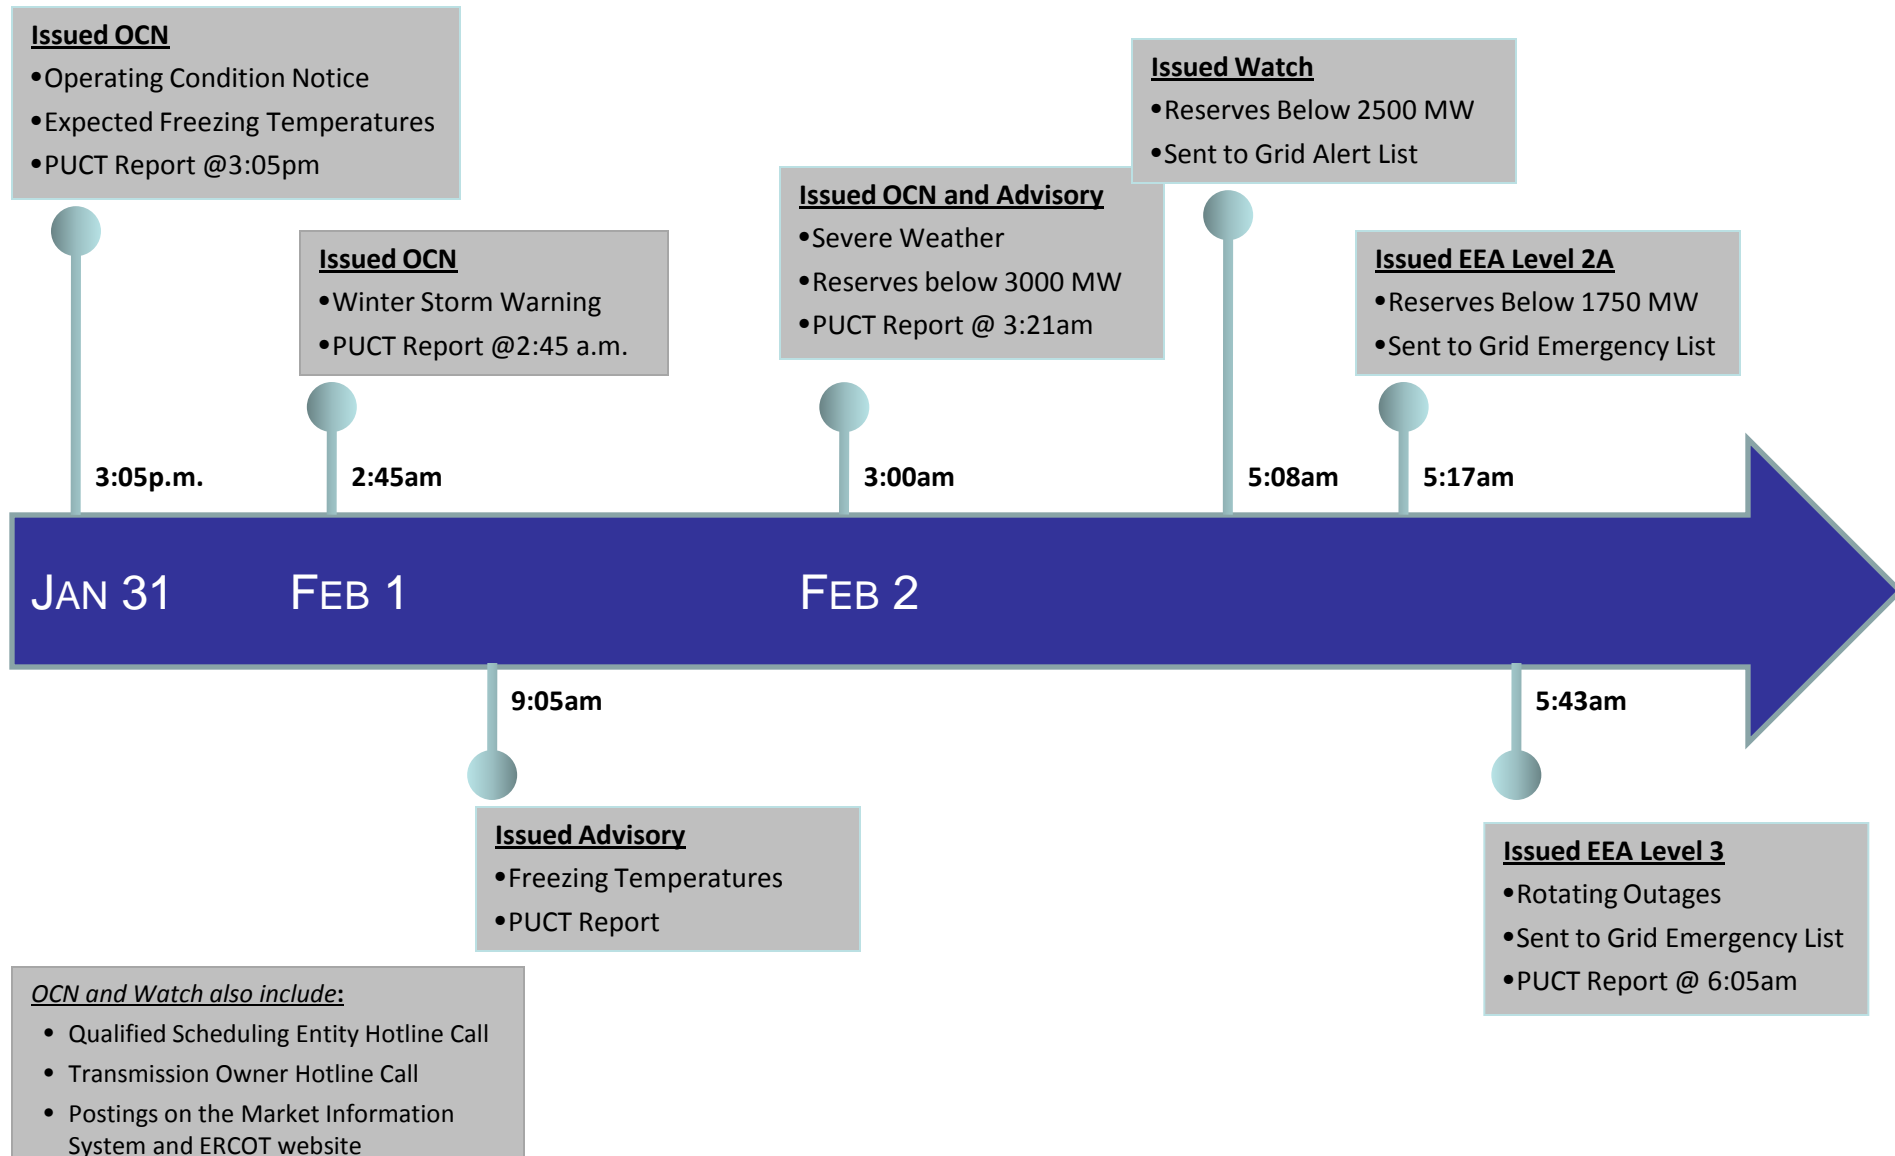 Issued OCN
•Operating Condition Notice
•Expected Freezing Temperatures
•PUCT Report @3:05pm
Issued OCN
•Winter Storm Warning
•PUCT Report @2:45 a.m.
Issued OCN and Advisory
•Severe Weather
•Reserves below 3000 MW
•PUCT Report @ 3:21am
Issued Watch
•Reserves Below 2500 MW
•Sent to Grid Alert List
Issued EEA Level 2A
•Reserves Below 1750 MW
•Sent to Grid Emergency List
3:05p.m.
2:45am
3:00am
5:08am
5:17am
JAN 31
FEB 1
FEB 2
9:05am
5:43am
Issued Advisory
•Freezing Temperatures
•PUCT Report
Issued EEA Level 3
•Rotating Outages
•Sent to Grid Emergency List
•PUCT Report @ 6:05am
OCN and Watch also include:
• Qualified Scheduling Entity Hotline Call
• Transmission Owner Hotline Call
• Postings on the Market Information
System and ERCOT website